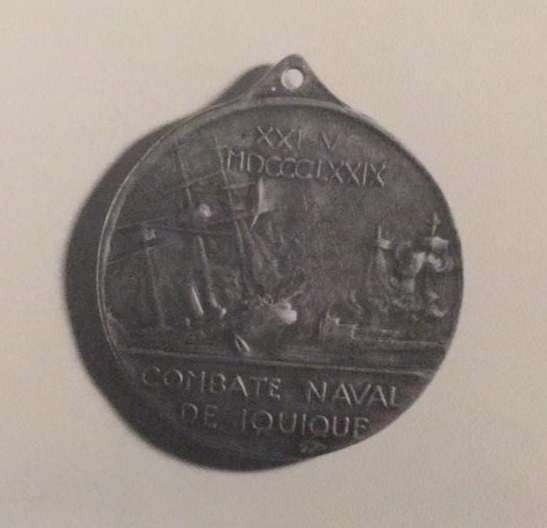 XXI V
MDCCCLXXIX
COMBATE NAVAL
DE IQUIQUE